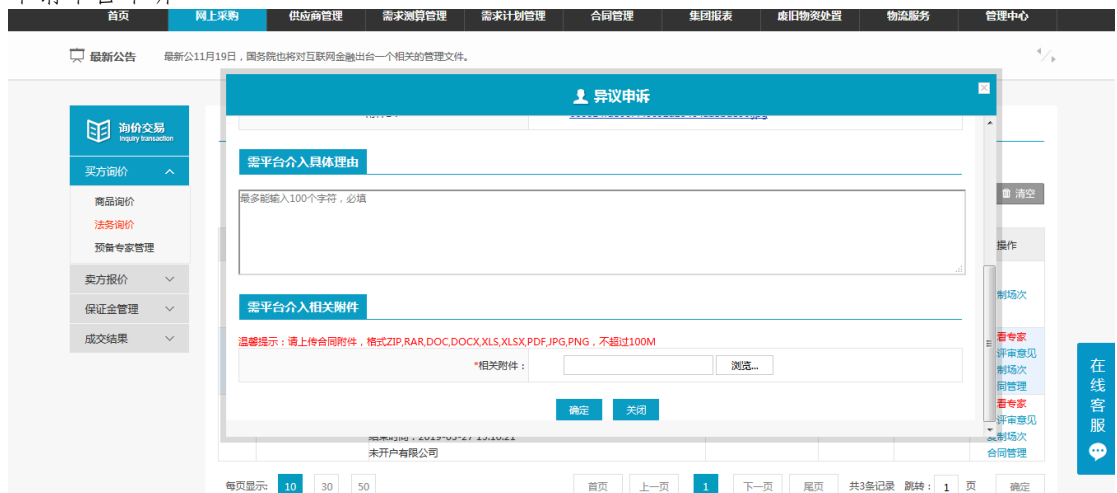 首页 网上采购 供应商管理 需求测算管理 需求计划管理 合同管理 集团报表 废旧物资处置 物流服务 管理中心
最新公告 最新公11月19日，国务院也将对互联网金融出台一个相关的管理文件。
异议申诉
询价交易
Inquiry transaction
买方询价
商品询价
法务询价
预备专家管理
卖方报价
保证金管理
成交结果
需平台介入具体理由
最多能输入100个字符，必填
需平台介入相关附件
温馨提示：请上传合同附件，格式ZIP,RAR,DOC,DOCX,XLS,XLSX,PDF,JPG,PNG，不超过100M
*相关附件： 浏览...
确定 关闭
清空
操作
制场次
看专家
评审意见
制场次
同管理
看专家
评审意见
复制场次
合同管理
未开户有限公司
在线客服
每页显示: 10 30 50 首页 上一页 1 下一页 尾页 共3条记录 跳转： 1 页 确定